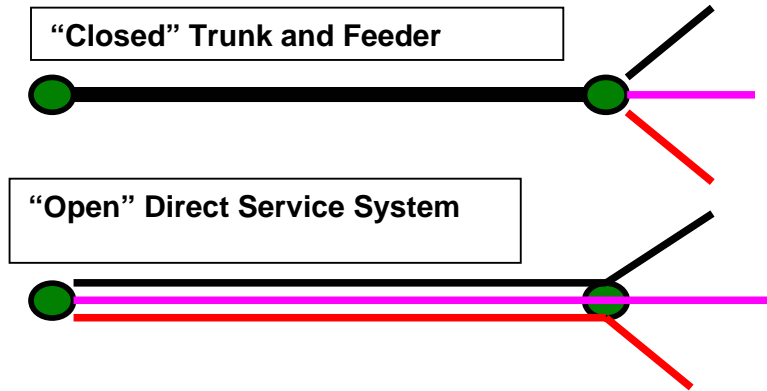 “Closed” Trunk and Feeder
“Open” Direct Service System